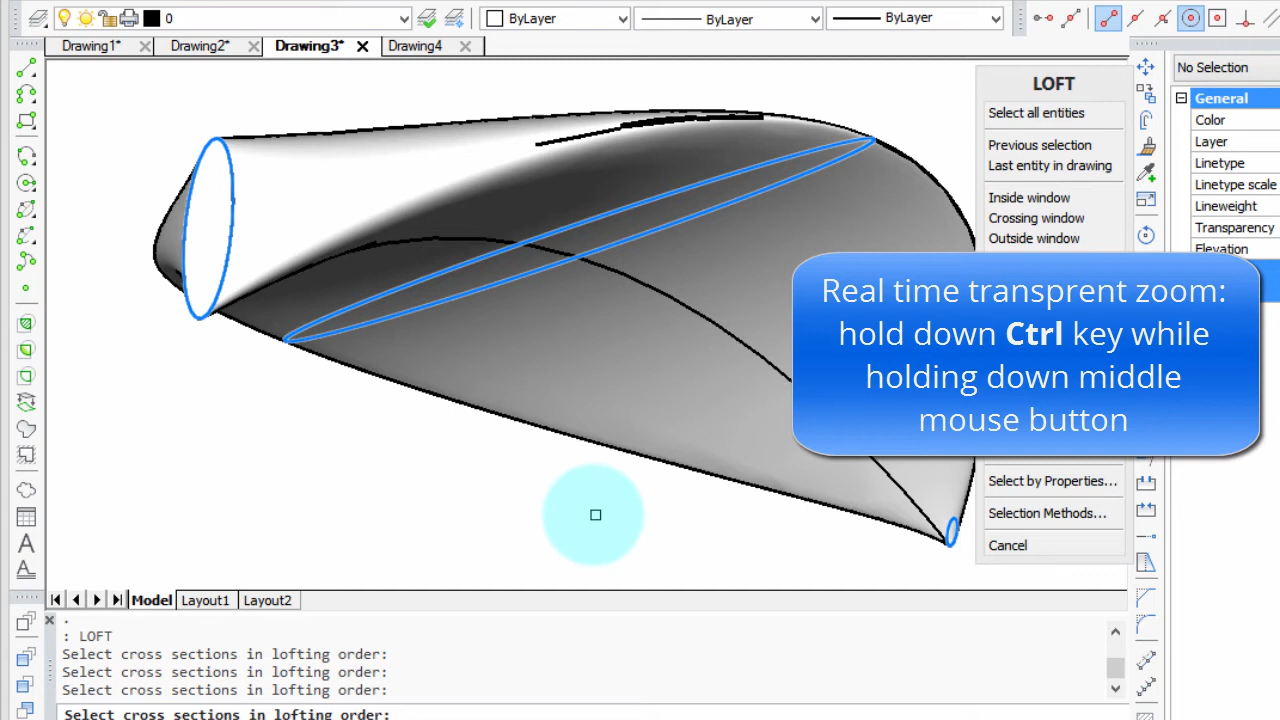 0
ByLayer
ByLayer
ByLayer
Drawing1*
Drawing2*
Drawing3*
Drawing4
No Selection
General
Color
Layer
Linetype
Linetype scale
Lineweight
Transparency
Elevation
LOFT
Select all entities
Previous selection
Last entity in drawing
Inside window
Crossing window
Outside window
Real time transprent zoom:
hold down Ctrl key while
holding down middle
mouse button
Select by Properties...
Selection Methods...
Cancel
Model
Layout1
Layout2
.
: LOFT
Select cross sections in lofting order:
Select cross sections in lofting order:
Select cross sections in lofting order:
Select cross sections in lofting order: